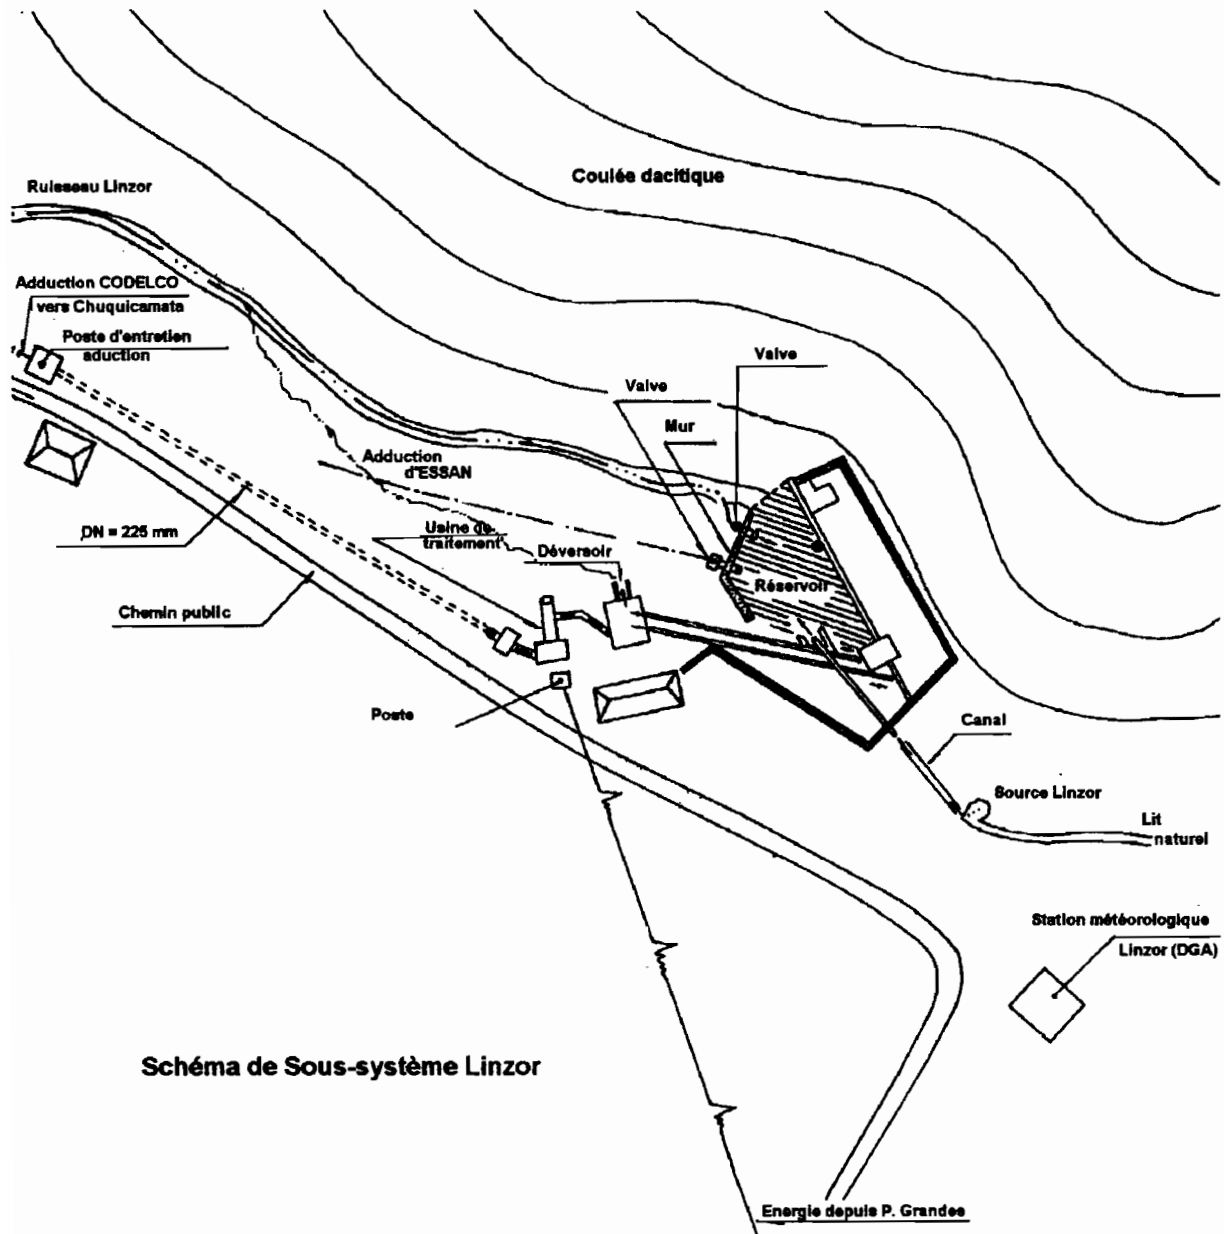 Coulée dacitique
Ruisseau Linzor
Adduction CODELCO
vers Chuquicamata
Poste d'entretien
aduction
Valve
Valve
Mur
Adduction
d'ESSAN
DN = 225 mm
Usine de
traitement
Déversoir
Réservoir
Chemin public
Poste
Canal
Source Linzor
Lit
naturel
Station météorologique
Linzor (DGA)
Schéma de Sous-système Linzor
Energie depuis P. Grandes